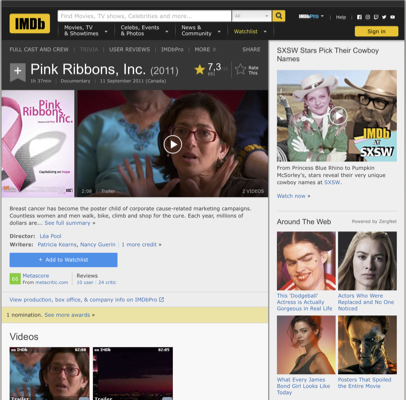 IMDb
Find Movies, TV shows, Celebrities and more...
All
IMDbPro
Help
Movies, TV & Showtimes
Celebs, Events & Photos
News & Community
Watchlist
Sign in
FULL CAST AND CREW | TRIVIA | USER REVIEWS | IMDbPro | MORE
SHARE
Pink Ribbons, Inc. (2011)
7,3
Rate This
1h 37min | Documentary | 11 September 2011 (Canada)
Pink Ribbons Inc.
Capitalizing on hope
2:08 Trailer
2 VIDEOS
Breast cancer has become the poster child of corporate cause-related marketing campaigns.
Countless women and men walk, bike, climb and shop for the cure. Each year, millions of
dollars are... See full summary »
Director: Léa Pool
Writers: Patricia Kearns, Nancy Guerin | 1 more credit »
+ Add to Watchlist
Metascore
From metacritic.com
Reviews
10 user | 24 critic
View production, box office, & company info on IMDbPro
1 nomination. See more awards »
Videos
SXSW Stars Pick Their Cowboy
Names
IMDb
AT
SXSW
From Princess Blue Rhino to Pumpkin
McSorley's, stars reveal their very unique
cowboy names at SXSW.
Watch now »
Around The Web
Powered by ZergNet
This 'Dodgeball'
Actress is Actually
Gorgeous in Real Life
Actors Who Were
Replaced and No One
Noticed
What Every James
Bond Girl Looks Like
Today
Posters That Spoiled
the Entire Movie